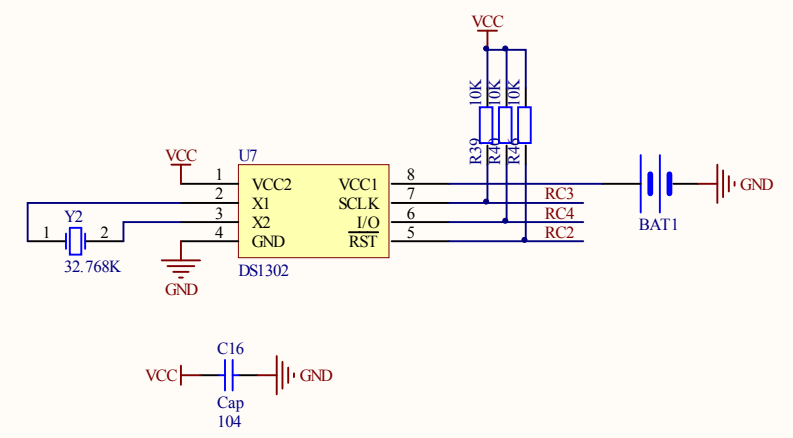 VCC
10K
10K
10K
R39
R40
VCC
U7
1
VCC2
VCC1
8
2
X1
SCLK
7
RC3
3
X2
I/O
6
RC4
4
GND
RST
5
RC2
DS1302
GND
Y2
1
2
32.768K
BAT1
GND
C16
VCC
GND
Cap
104